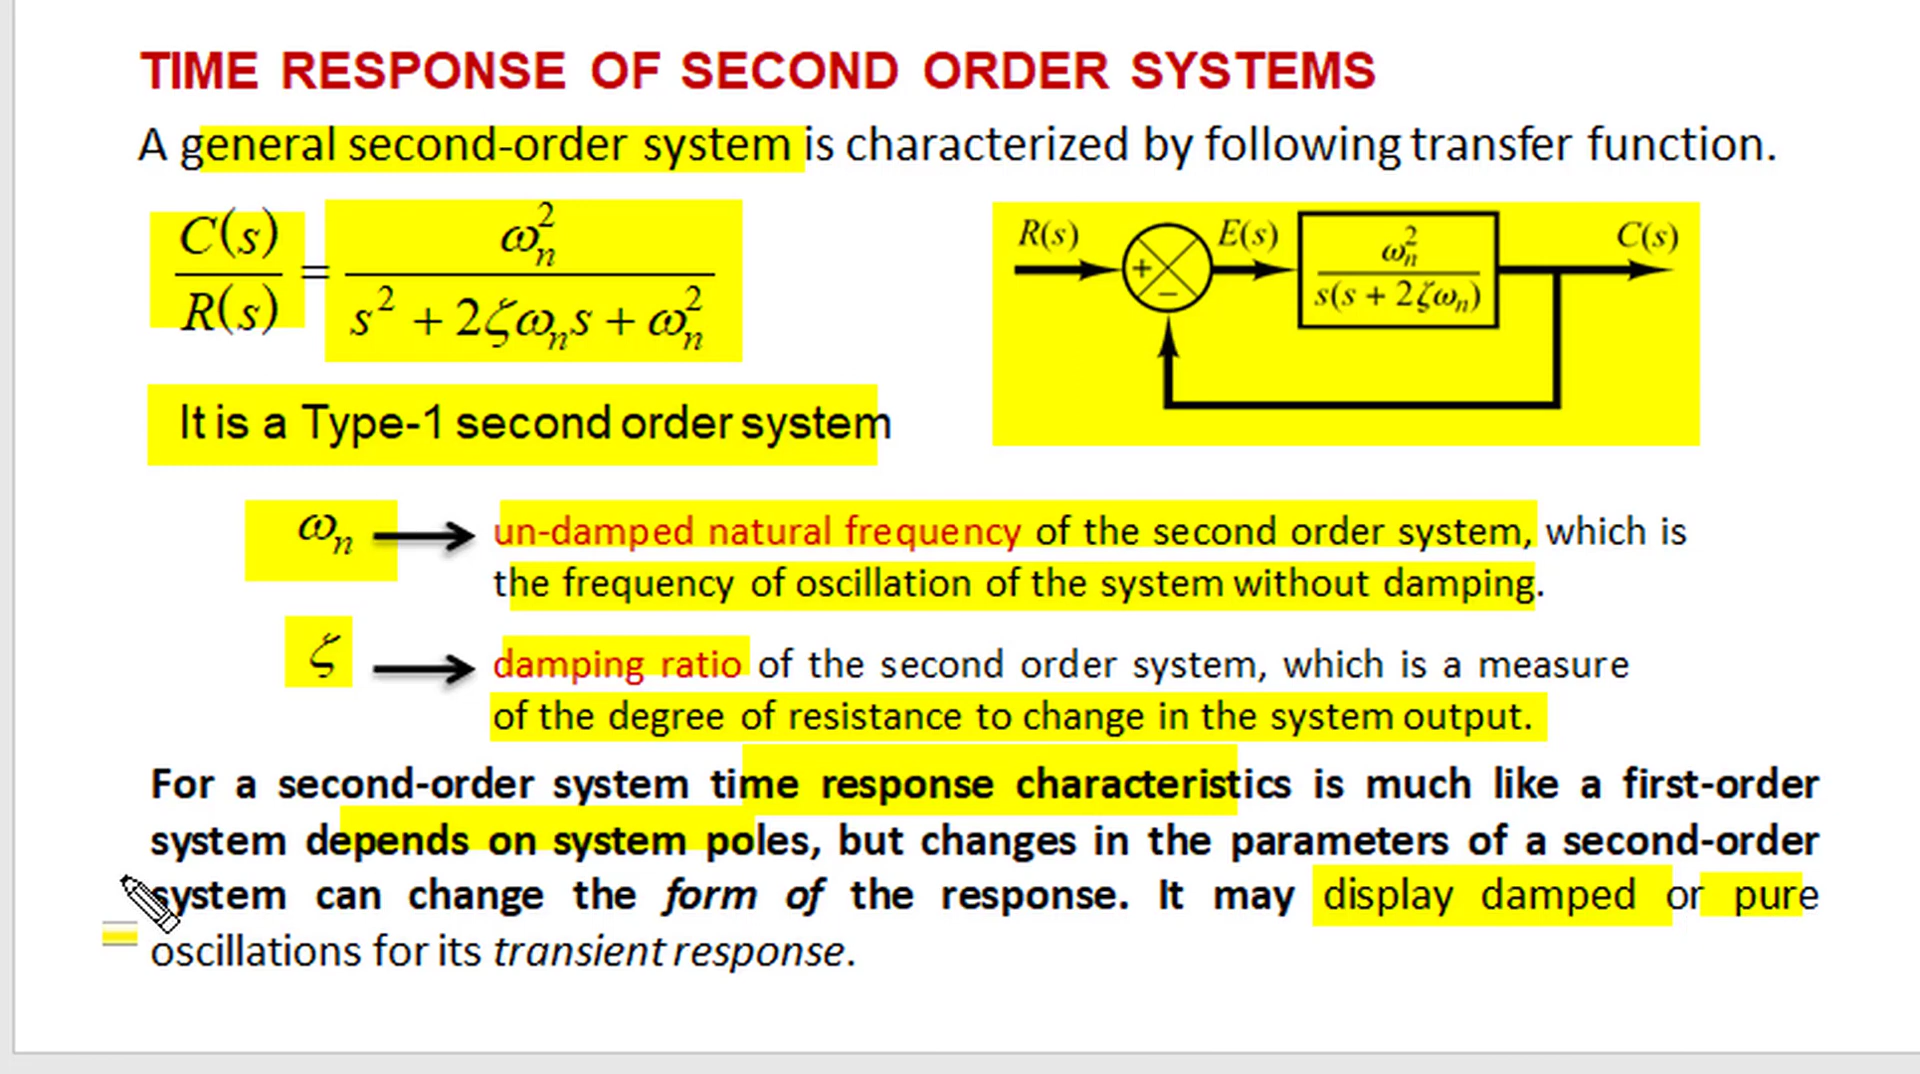 TIME RESPONSE OF SECOND ORDER SYSTEMS
A general second-order system is characterized by following transfer function.
C(s)/R(s) = ωn² / (s² + 2ζωns + ωn²)
R(s) + − E(s) ωn² / s(s + 2ζωn) C(s)
It is a Type-1 second order system
ωn → un-damped natural frequency of the second order system, which is
the frequency of oscillation of the system without damping.
ζ → damping ratio of the second order system, which is a measure
of the degree of resistance to change in the system output.
For a second-order system time response characteristics is much like a first-order
system depends on system poles, but changes in the parameters of a second-order
system can change the form of the response. It may display damped or pure
oscillations for its transient response.